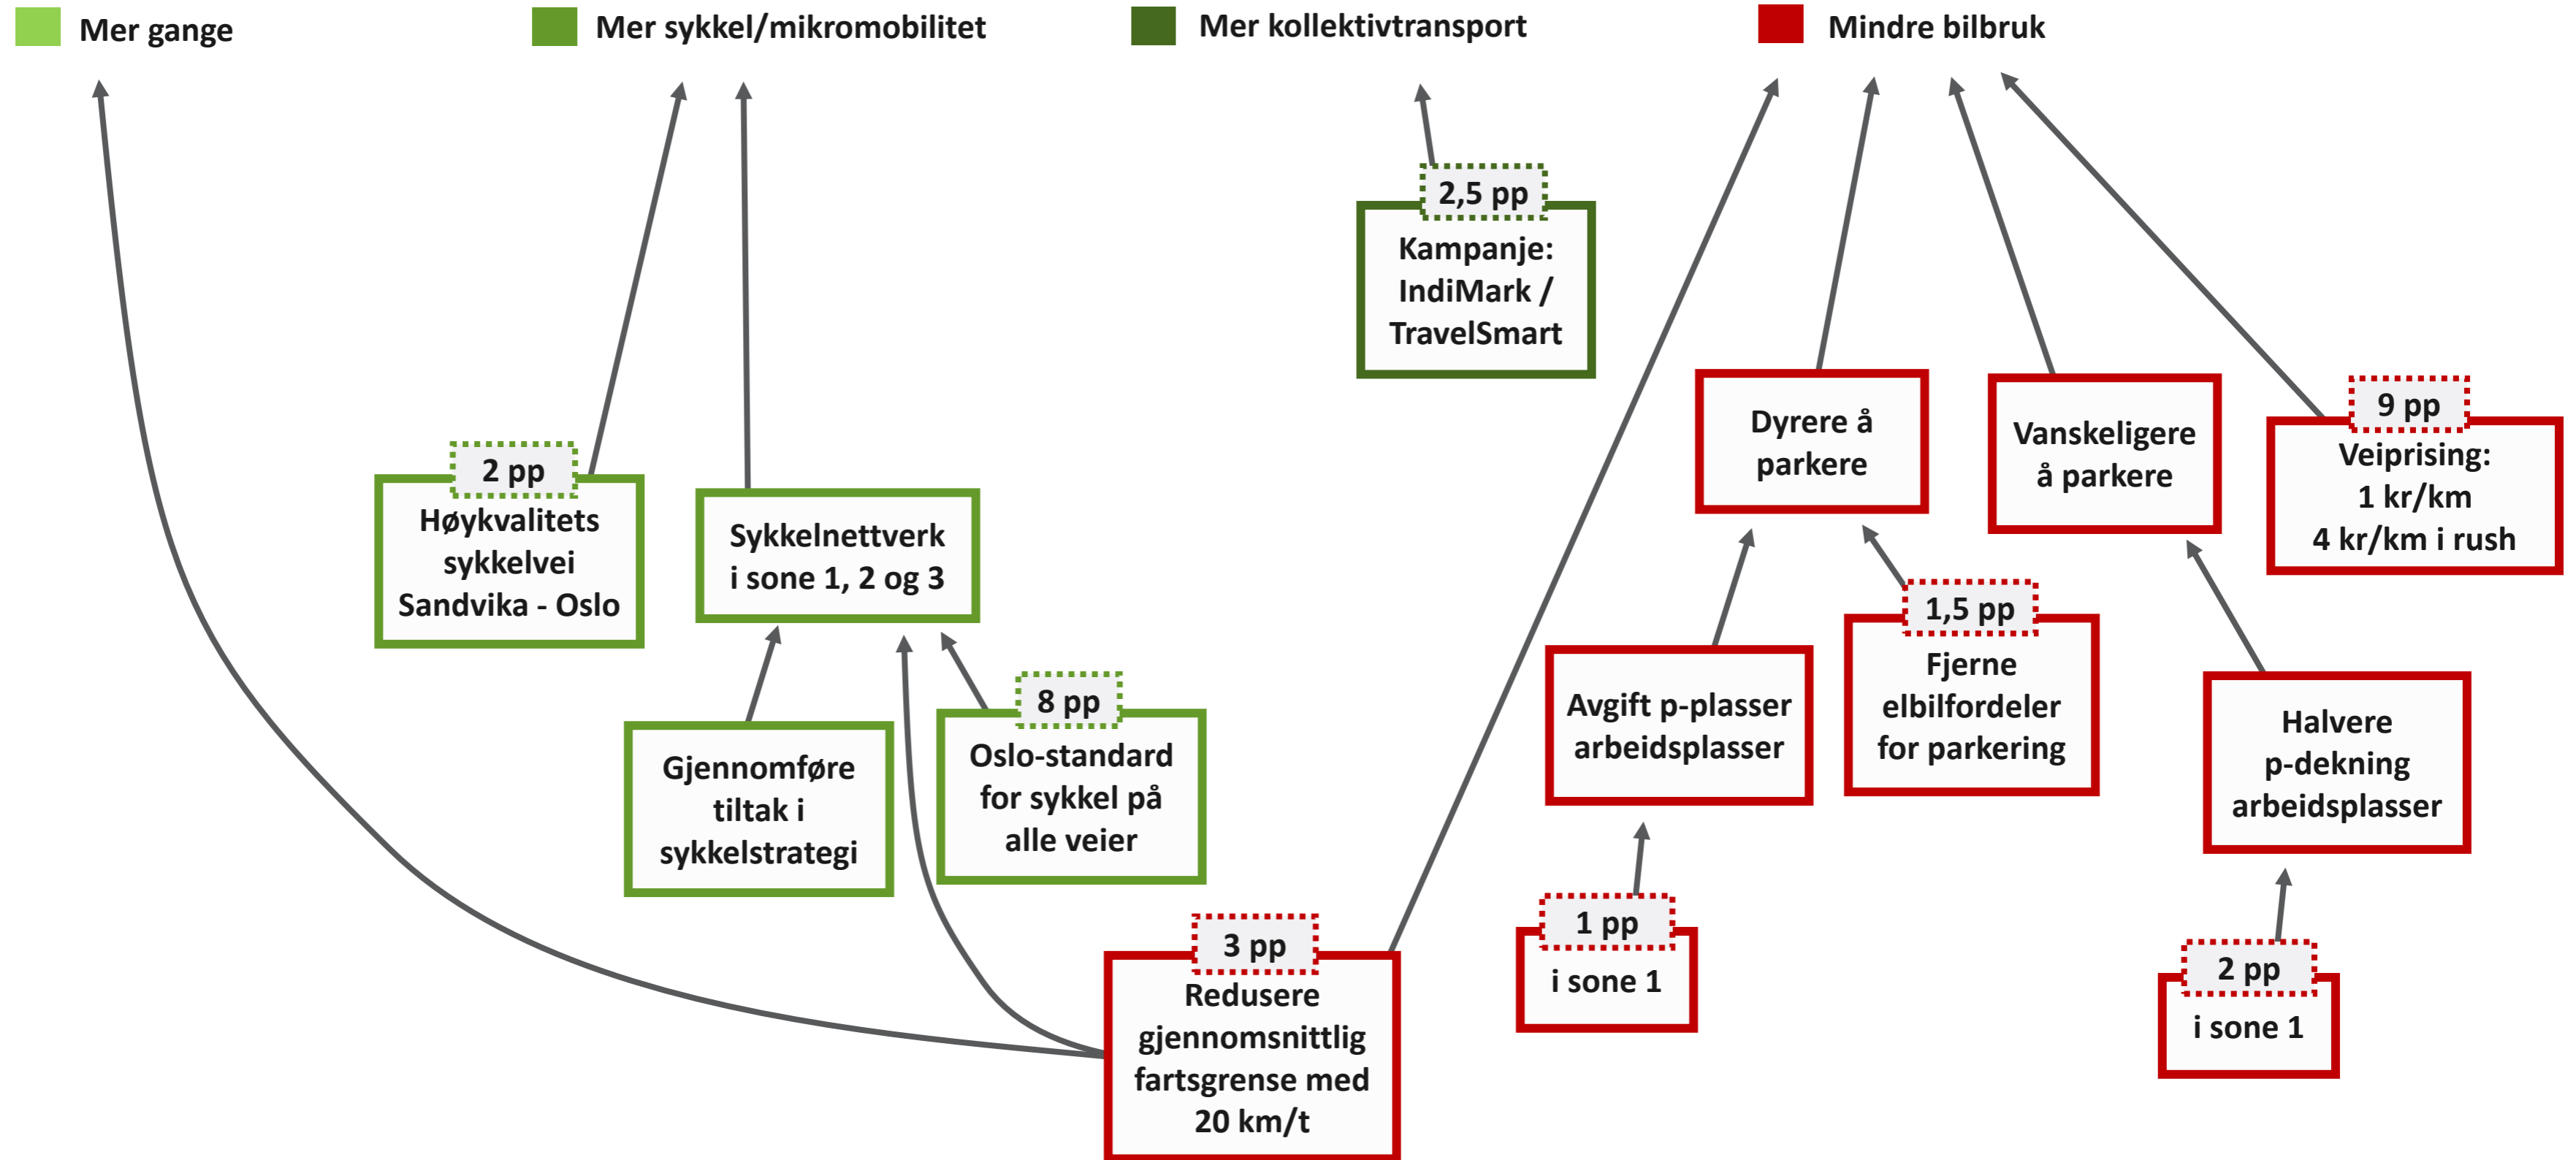 Mer gange
Mer sykkel/mikromobilitet
Mer kollektivtransport
Mindre bilbruk
2,5 pp
Kampanje:
IndiMark /
TravelSmart
Dyrere å
parkere
Vanskeligere
å parkere
9 pp
Veiprising:
1 kr/km
4 kr/km i rush
2 pp
Høykvalitets
sykkelvei
Sandvika - Oslo
Sykkelnettverk
i sone 1, 2 og 3
Avgift p-plasser
arbeidsplasser
1,5 pp
Fjerne
elbilfordeler
for parkering
Halvere
p-dekning
arbeidsplasser
Gjennomføre
tiltak i
sykkelstrategi
8 pp
Oslo-standard
for sykkel på
alle veier
3 pp
Redusere
gjennomsnittlig
fartsgrense med
20 km/t
1 pp
i sone 1
2 pp
i sone 1